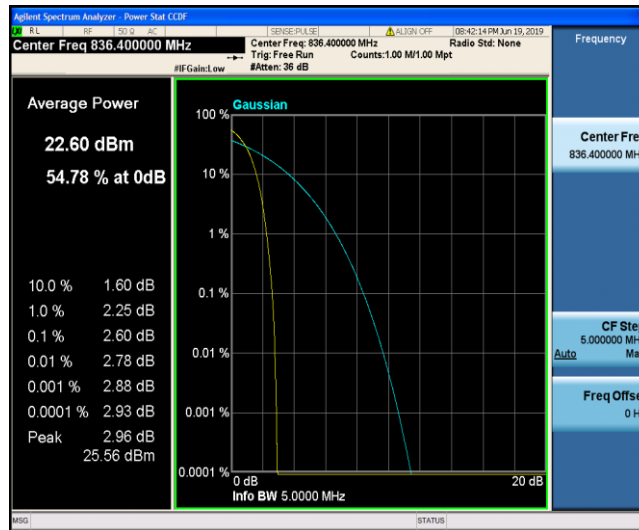 Agilent Spectrum Analyzer - Power Stat CCDF
RL RF 50 Ω AC SENSE:PULSE ALIGN OFF 08:42:14 PM Jun 19, 2019
Center Freq 836.400000 MHz
Center Freq: 836.400000 MHz Radio Std: None
Trig: Free Run Counts:1.00 M/1.00 Mpt
#IFGain:Low #Atten: 36 dB
Frequency
Average Power
22.60 dBm
54.78 % at 0dB
10.0 % 1.60 dB
1.0 % 2.25 dB
0.1 % 2.60 dB
0.01 % 2.78 dB
0.001 % 2.88 dB
0.0001 % 2.93 dB
Peak 2.96 dB
25.56 dBm
Gaussian
100 %
10 %
1 %
0.1 %
0.01 %
0.001 %
0.0001 %
0 dB 20 dB
Info BW 5.0000 MHz
Center Fre
836.400000 MH
CF Ste
5.000000 MH
Auto Ma
Freq Offse
0 H
MSG STATUS